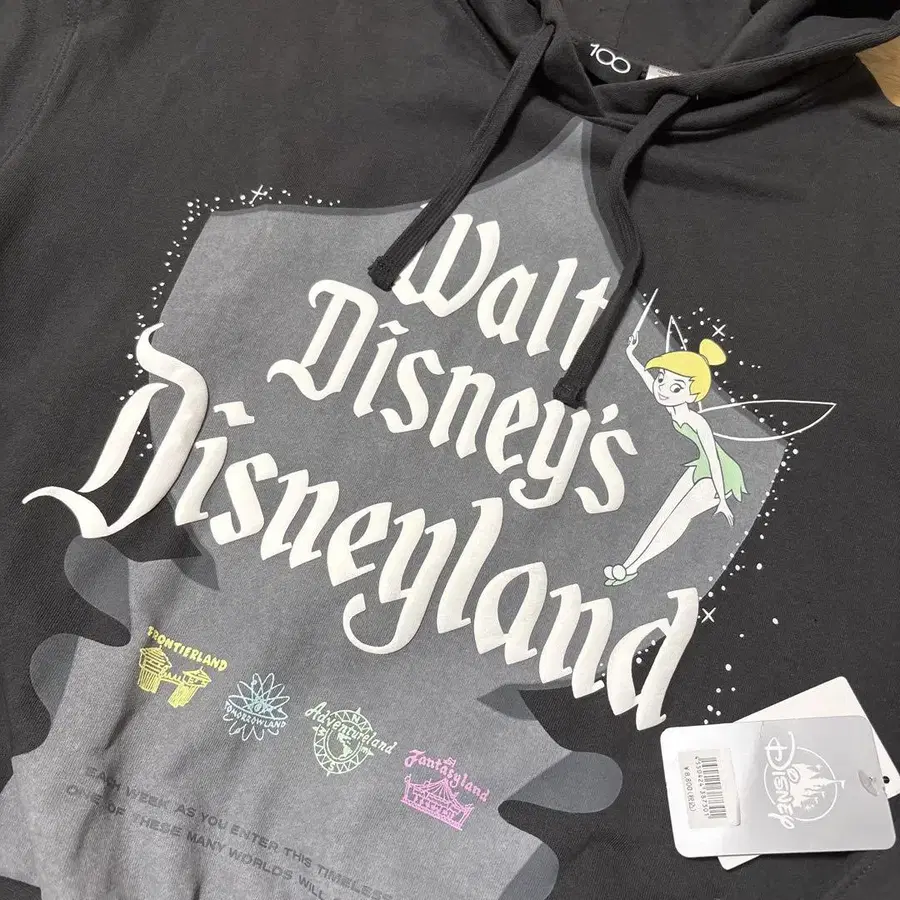 100
Walt
Disney's
Disneyland
FRONTIERLAND
TOMORROWLAND
Adventureland
Fantasyland
EACH WEEK, AS YOU ENTER THIS TIMELESS
ONE OF THESE MANY WORLDS WILL
DISNEY